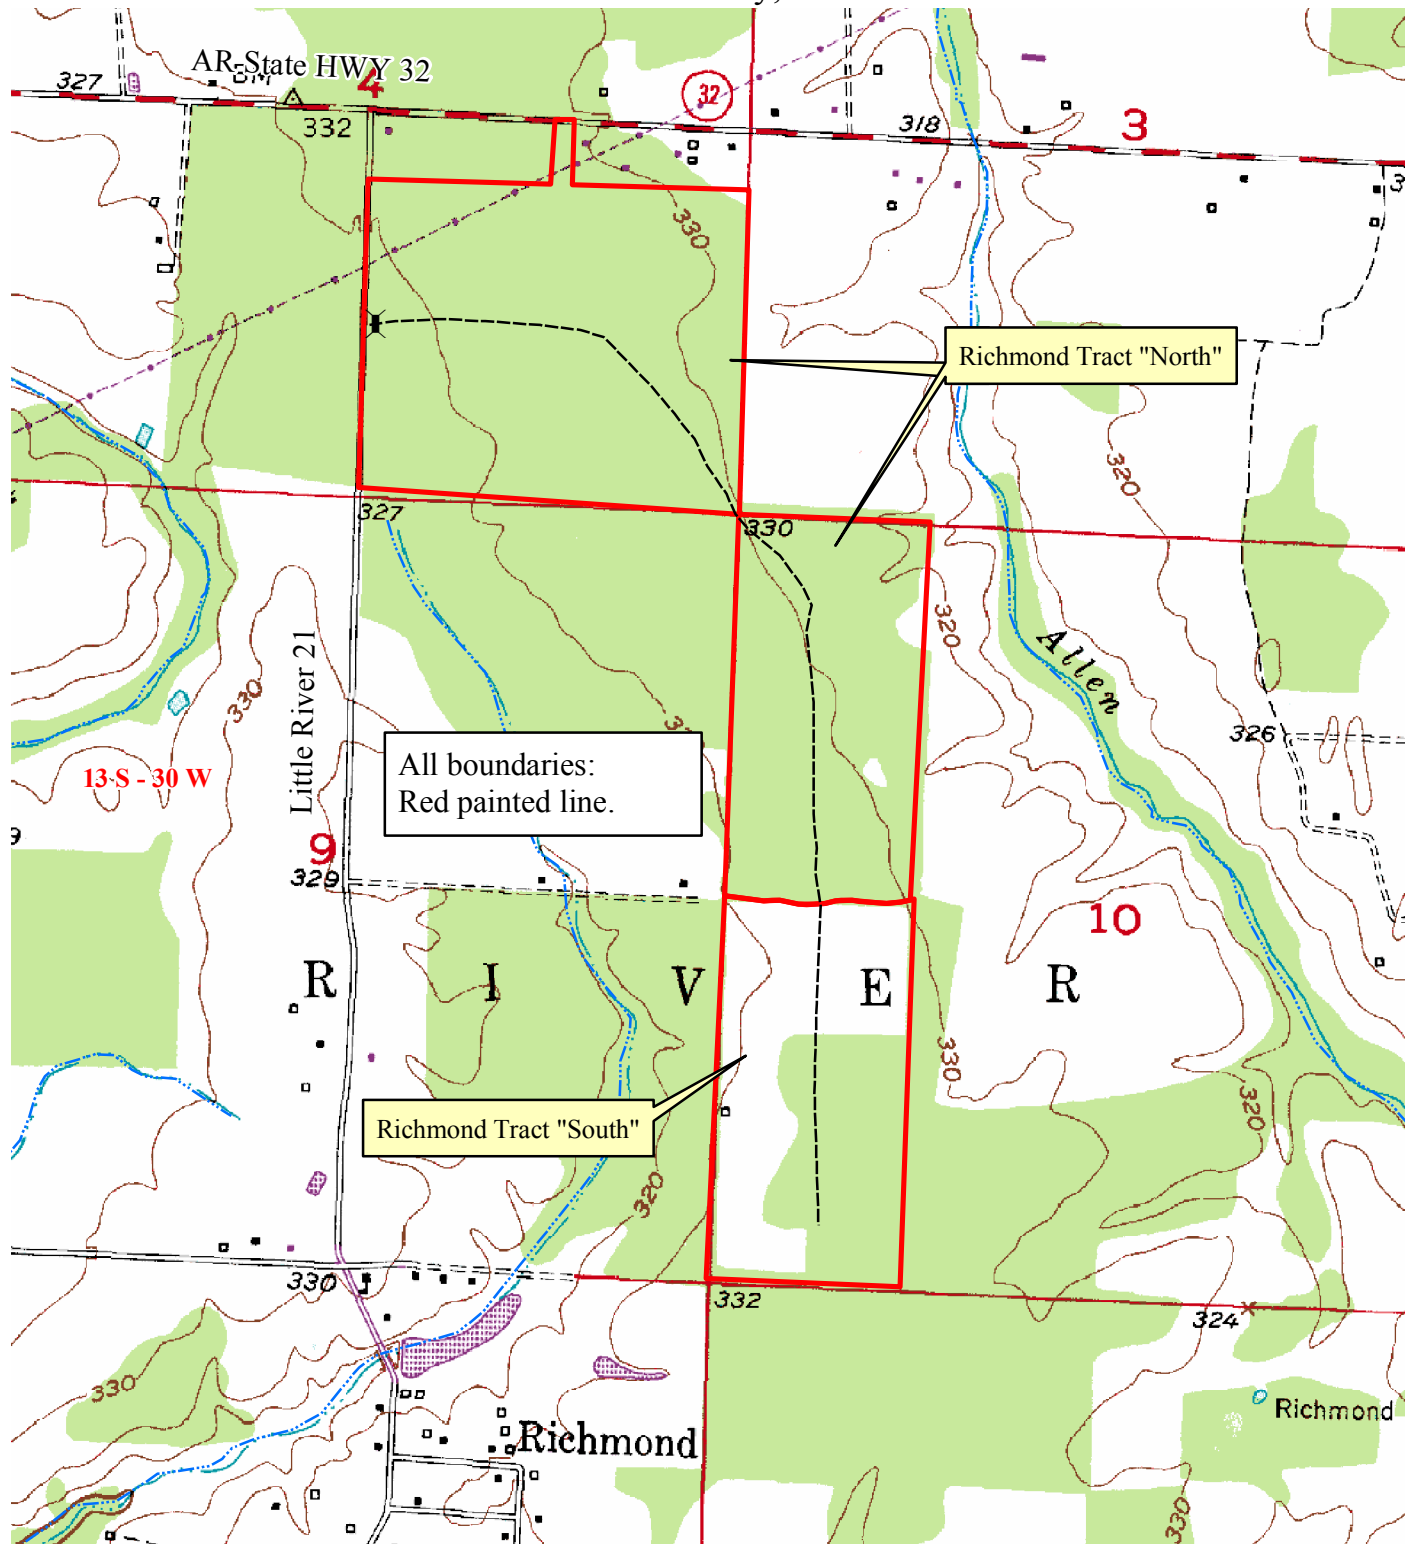 AR State HWY 32
327
4
332
32
318
3
330
Richmond Tract "North"
320
327
330
320
Allen
Little River 21
330
326
13-S - 30 W
All boundaries:
Red painted line.
9
9
329
10
R I V E R
330
320
Richmond Tract "South"
320
330
332
324
330
Richmond
Richmond
330